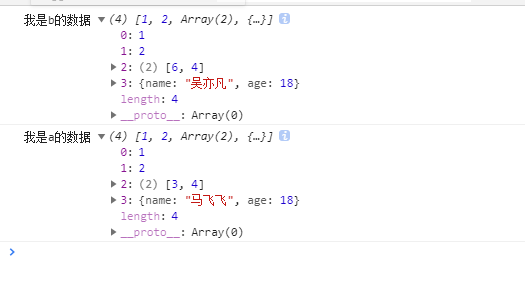 我是b的数据 ▼ (4) [1, 2, Array(2), {…}] i
0: 1
1: 2
▶ 2: (2) [6, 4]
▶ 3: {name: "吴亦凡", age: 18}
length: 4
▶ __proto__: Array(0)
我是a的数据 ▼ (4) [1, 2, Array(2), {…}] i
0: 1
1: 2
▶ 2: (2) [3, 4]
▶ 3: {name: "马飞飞", age: 18}
length: 4
▶ __proto__: Array(0)
>